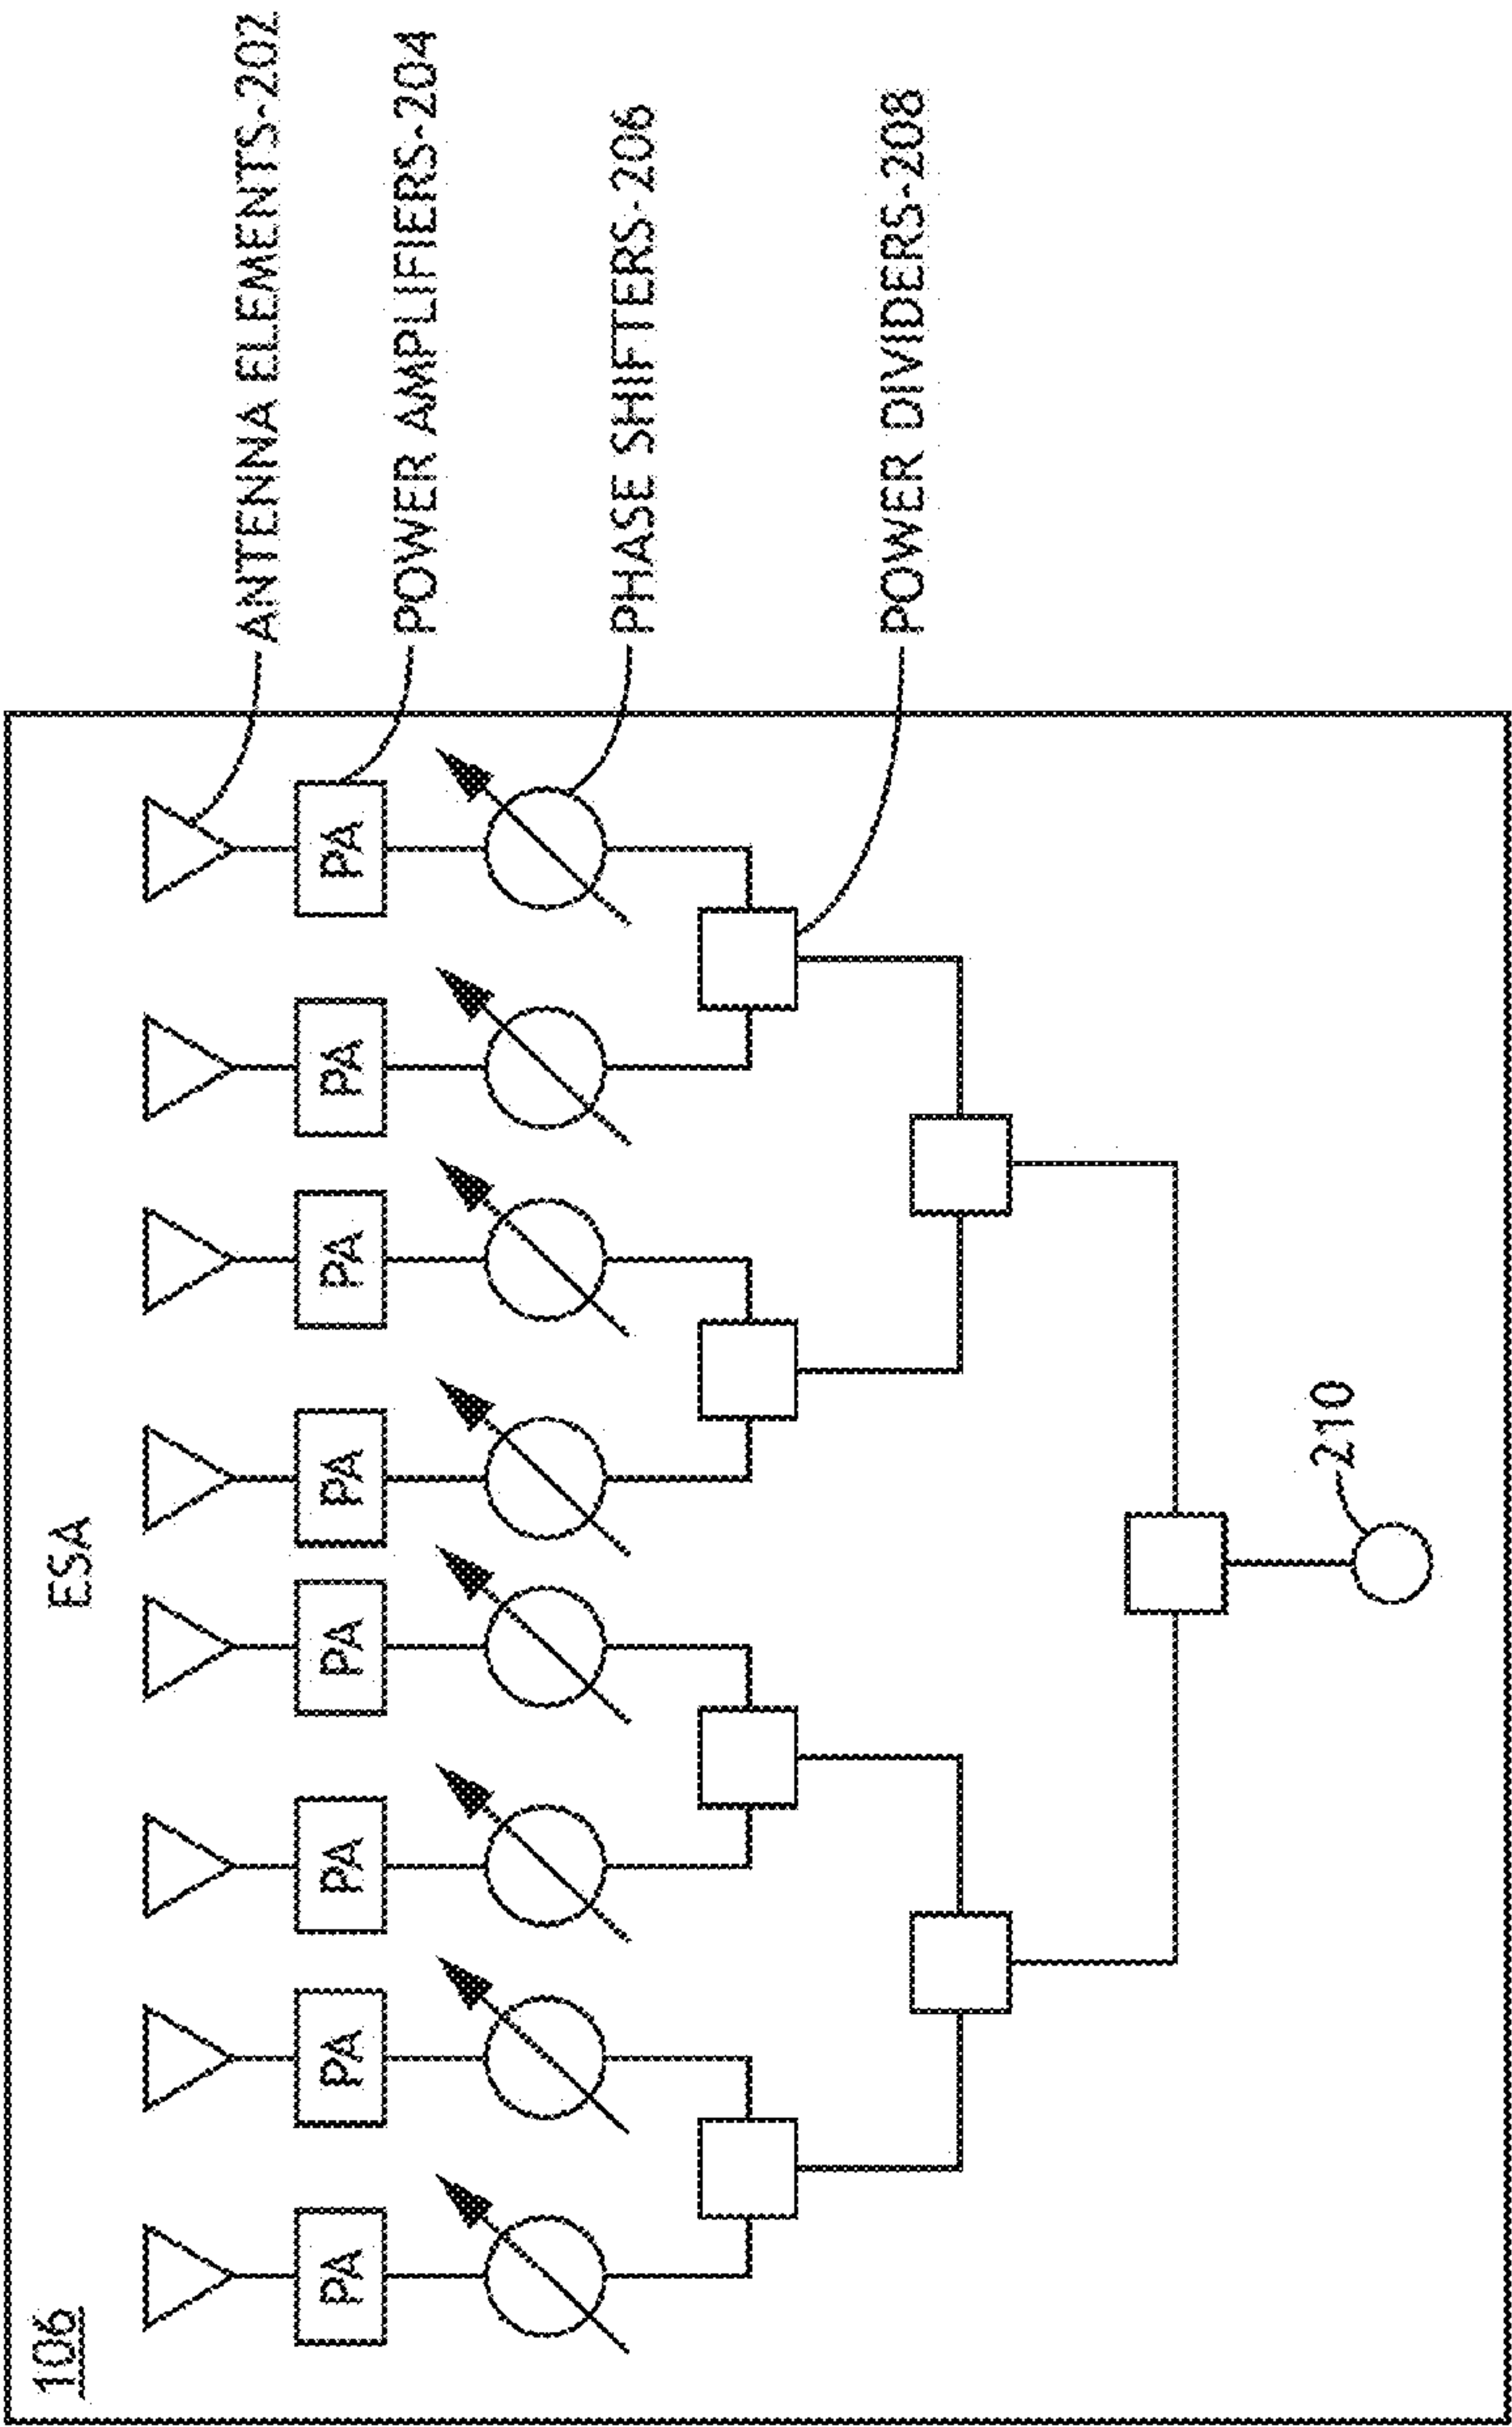 106
ESA
ANTENNA ELEMENTS-202
PA PA PA PA PA PA PA PA
POWER AMPLIFIERS-204
PHASE SHIFTERS-206
POWER DIVIDERS-208
210